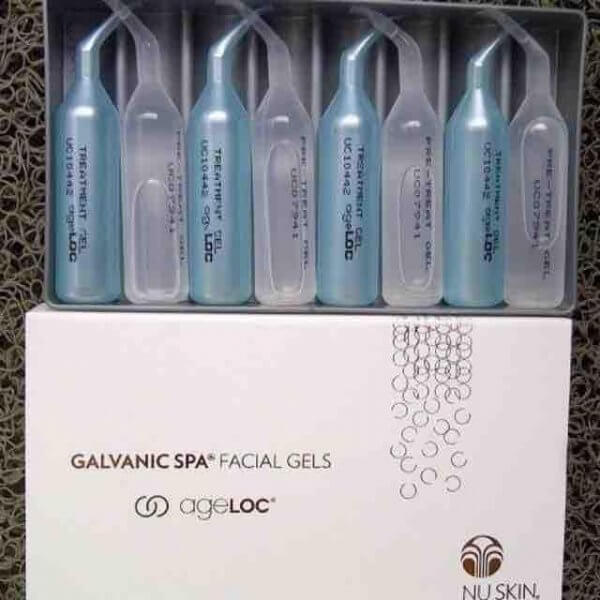 TREATMENT GEL
UC10442 ageLOC
PRE-TREAT GEL
UC07941
TREATMENT GEL
UC10442 ageLOC
PRE-TREAT GEL
UC07941
TREATMENT GEL
UC10442 ageLOC
PRE-TREAT GEL
UC07941
TREATMENT GEL
UC10442 ageLOC
PRE-TREAT GEL
UC07941
GALVANIC SPA® FACIAL GELS
ageLOC®
NU SKIN®